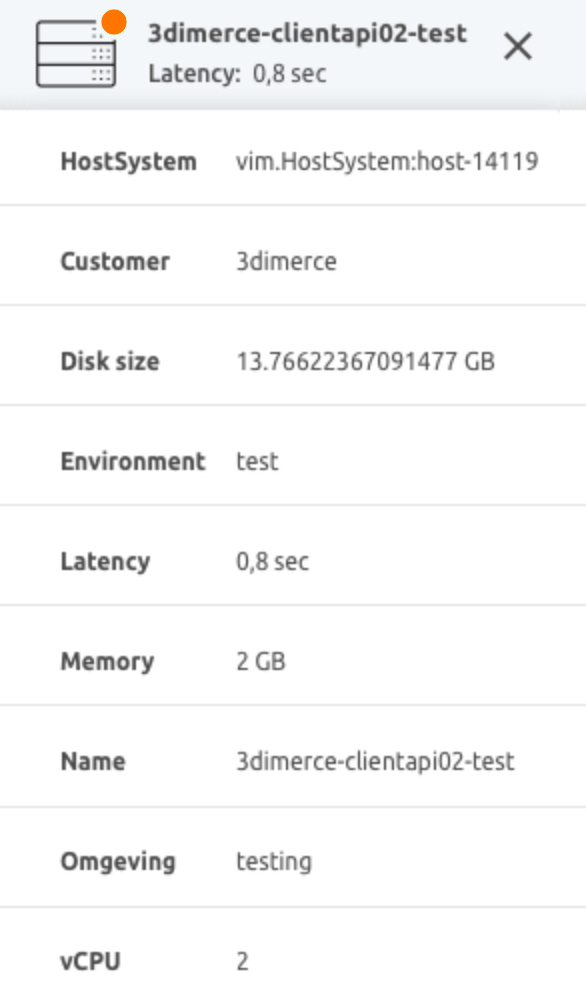 3dimerce-clientapi02-test
Latency: 0,8 sec
HostSystem vim.HostSystem:host-14119
Customer 3dimerce
Disk size 13.76622367091477 GB
Environment test
Latency 0,8 sec
Memory 2 GB
Name 3dimerce-clientapi02-test
Omgeving testing
vCPU 2